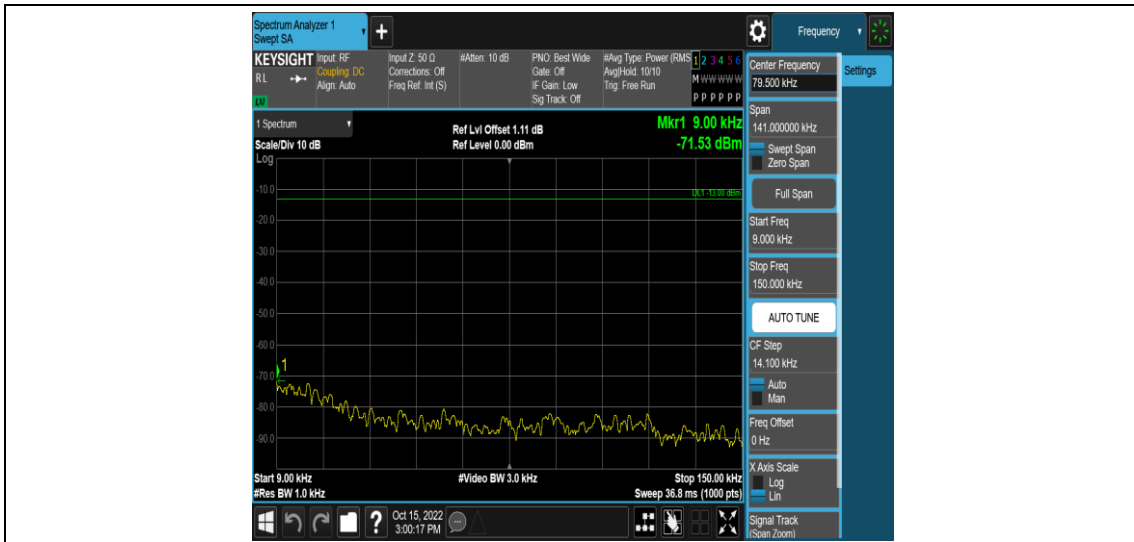 Spectrum Analyzer 1
Swept SA
+
Frequency
KEYSIGHT
RL
LXI
Input: RF
Coupling: DC
Align: Auto
Input Z: 50 Ω
Corrections: Off
Freq Ref: Int (S)
#Atten: 10 dB
PNO: Best Wide
Gate: Off
IF Gain: Low
Sig Track: Off
#Avg Type: Power (RMS
Avg|Hold: 10/10
Trig: Free Run
1 2 3 4 5 6
M W W W W W
P P P P P P
1 Spectrum
Scale/Div 10 dB
Log
Ref Lvl Offset 1.11 dB
Ref Level 0.00 dBm
Mkr1 9.00 kHz
-71.53 dBm
DL1 -13.00 dBm
-10.0
-20.0
-30.0
-40.0
-50.0
-60.0
-70.0
-80.0
-90.0
1
Start 9.00 kHz
#Res BW 1.0 kHz
#Video BW 3.0 kHz
Stop 150.00 kHz
Sweep 36.8 ms (1000 pts)
Center Frequency
79.500 kHz
Settings
Span
141.000000 kHz
Swept Span
Zero Span
Full Span
Start Freq
9.000 kHz
Stop Freq
150.000 kHz
AUTO TUNE
CF Step
14.100 kHz
Auto
Man
Freq Offset
0 Hz
X Axis Scale
Log
Lin
Signal Track
(Span Zoom)
?
Oct 15, 2022
3:00:17 PM